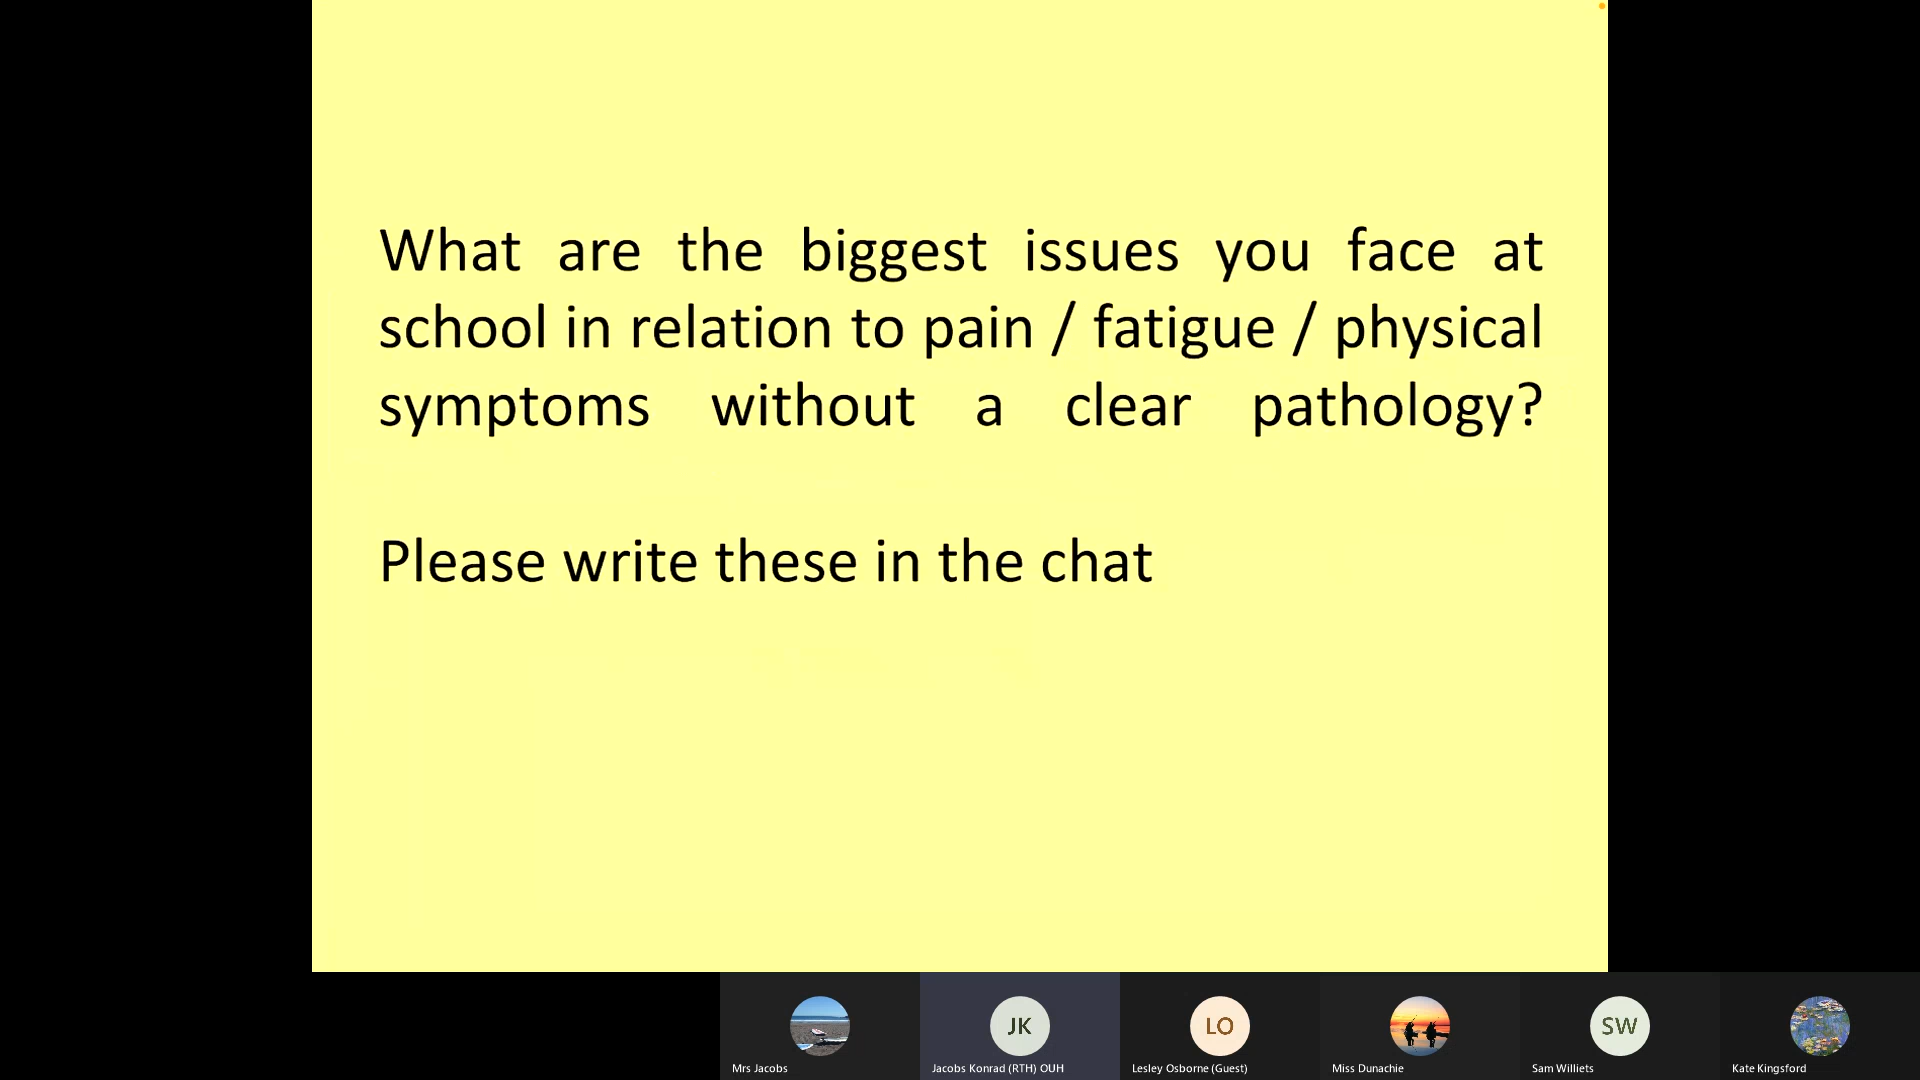 What are the biggest issues you face at
school in relation to pain / fatigue / physical
symptoms without a clear pathology?
Please write these in the chat
JK
LO
SW
Mrs Jacobs
Jacobs Konrad (RTH) OUH
Lesley Osborne (Guest)
Miss Dunachie
Sam Williets
Kate Kingsford